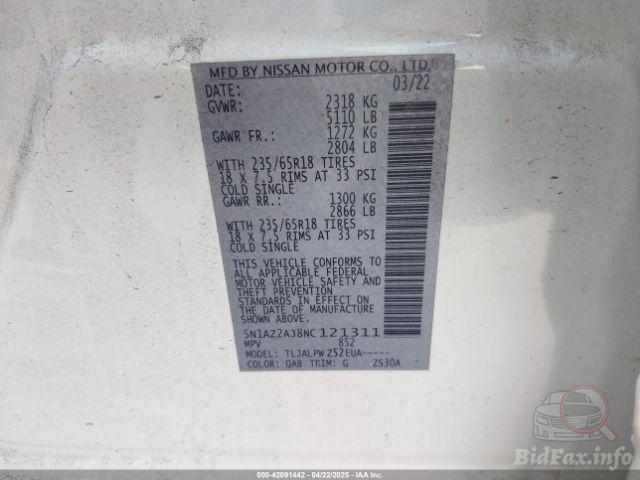 MFD BY NISSAN MOTOR CO., LTD.
DATE: 03/22
GVWR: 2318 KG
5110 LB
GAWR FR.: 1272 KG
2804 LB
WITH 235/65R18 TIRES
18 X 7.5 RIMS AT 33 PSI
COLD SINGLE
GAWR RR.: 1300 KG
2866 LB
WITH 235/65R18 TIRES
18 X 7.5 RIMS AT 33 PSI
COLD SINGLE
THIS VEHICLE CONFORMS TO
ALL APPLICABLE FEDERAL
MOTOR VEHICLE SAFETY AND
THEFT PREVENTION
STANDARDS IN EFFECT ON
THE DATE OF MANUFACTURE
SHOWN ABOVE.
5N1AZ2AJ8NC121311
MPV 852
MODEL: TLJALPW Z52EUA-----
COLOR: QAB TRIM: G ZS30A
000-42091442 - 04/22/2025 - IAA Inc.
BidFax.info